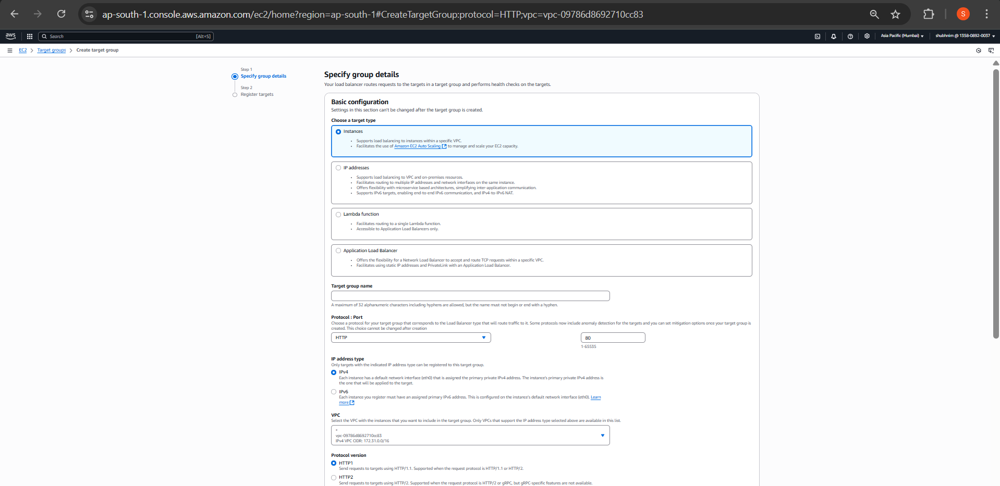 ap-south-1.console.aws.amazon.com/ec2/home?region=ap-south-1#CreateTargetGroup:protocol=HTTP;vpc=vpc-09786d8692710cc83
S
aws
Search [Alt+S]
Asia Pacific (Mumbai)
shubhnim @ 1358-0892-0037
EC2 > Target groups > Create target group
Step 1
Specify group details
Step 2
Register targets
Specify group details
Your load balancer routes requests to the targets in a target group and performs health checks on the targets.
Basic configuration
Settings in this section can't be changed after the target group is created.
Choose a target type
Instances
• Supports load balancing to instances within a specific VPC.
• Facilitates the use of Amazon EC2 Auto Scaling to manage and scale your EC2 capacity.
IP addresses
• Supports load balancing to VPC and on-premises resources.
• Facilitates routing to multiple IP addresses and network interfaces on the same instance.
• Offers flexibility with microservice based architectures, simplifying inter-application communication.
• Supports IPv6 targets, enabling end-to-end IPv6 communication, and IPv4-to-IPv6 NAT.
Lambda function
• Facilitates routing to a single Lambda function.
• Accessible to Application Load Balancers only.
Application Load Balancer
• Offers the flexibility for a Network Load Balancer to accept and route TCP requests within a specific VPC.
• Facilitates using static IP addresses and PrivateLink with an Application Load Balancer.
Target group name
A maximum of 32 alphanumeric characters including hyphens are allowed, but the name must not begin or end with a hyphen.
Protocol : Port
Choose a protocol for your target group that corresponds to the Load Balancer type that will route traffic to it. Some protocols now include anomaly detection for the targets and you can set mitigation options once your target group is
created. This choice cannot be changed after creation
HTTP
80
1-65535
IP address type
Only targets with the indicated IP address type can be registered to this target group.
IPv4
Each instance has a default network interface (eth0) that is assigned the primary private IPv4 address. The instance's primary private IPv4 address is
the one that will be applied to the target.
IPv6
Each instance you register must have an assigned primary IPv6 address. This is configured on the instance's default network interface (eth0). Learn
more
VPC
Select the VPC with the instances that you want to include in the target group. Only VPCs that support the IP address type selected above are available in this list.
-
vpc-09786d8692710cc83
IPv4 VPC CIDR: 172.31.0.0/16
Protocol version
HTTP1
Send requests to targets using HTTP/1.1. Supported when the request protocol is HTTP/1.1 or HTTP/2.
HTTP2
Send requests to targets using HTTP/2. Supported when the request protocol is HTTP/2 or gRPC, but gRPC-specific features are not available.